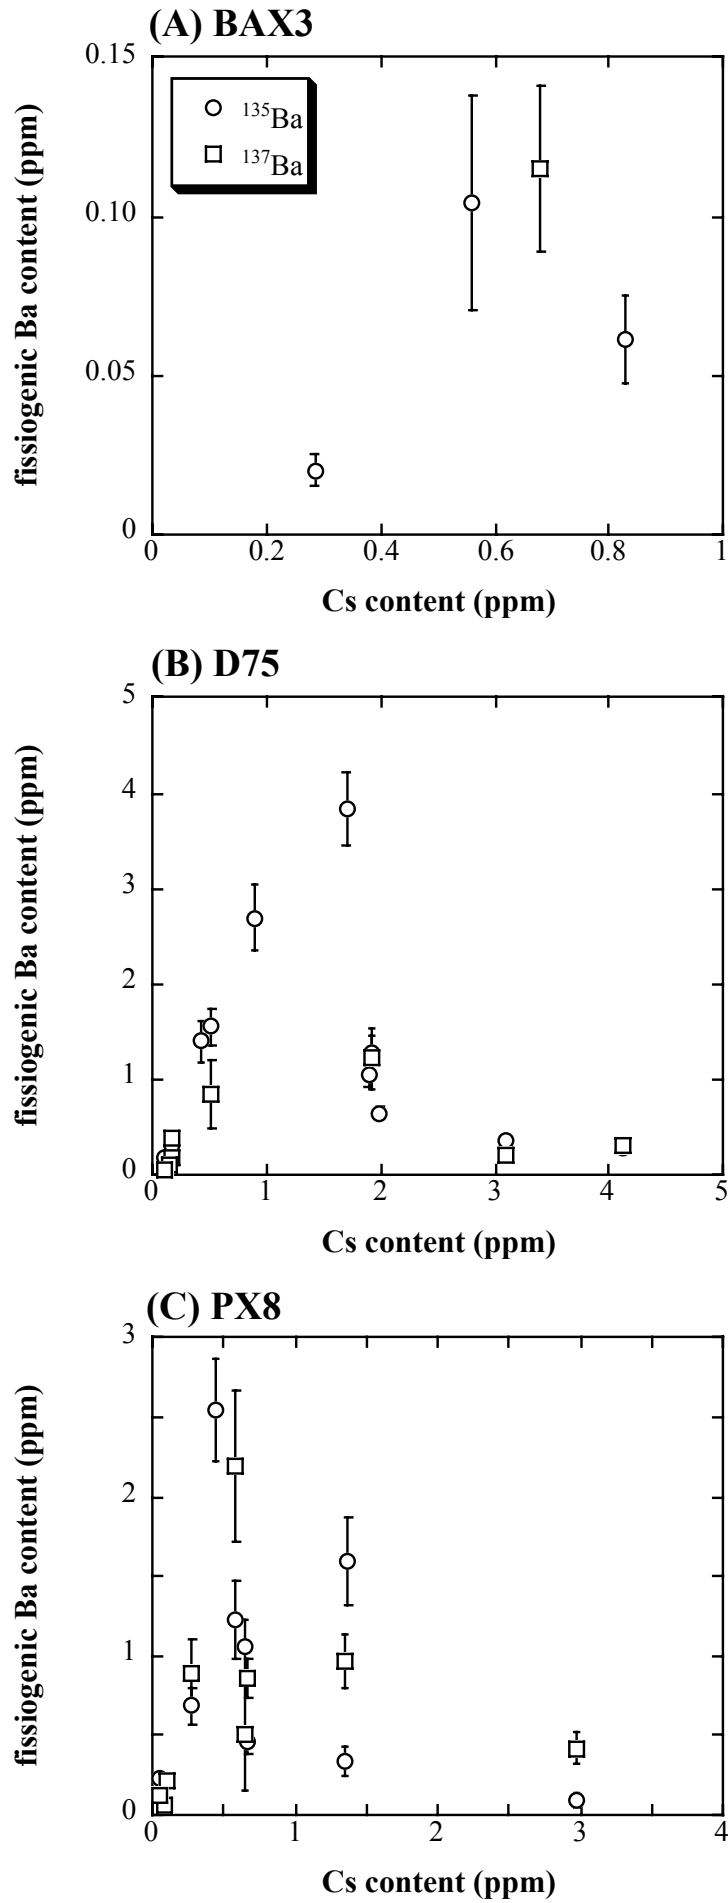 (A) BAX3
fissiogenic Ba content (ppm)
0.15
0.10
0.05
0
¹³⁵Ba
¹³⁷Ba
0 0.2 0.4 0.6 0.8 1
Cs content (ppm)
(B) D75
fissiogenic Ba content (ppm)
5
4
3
2
1
0
0 1 2 3 4 5
Cs content (ppm)
(C) PX8
fissiogenic Ba content (ppm)
3
2
1
0
0 1 2 3 4
Cs content (ppm)